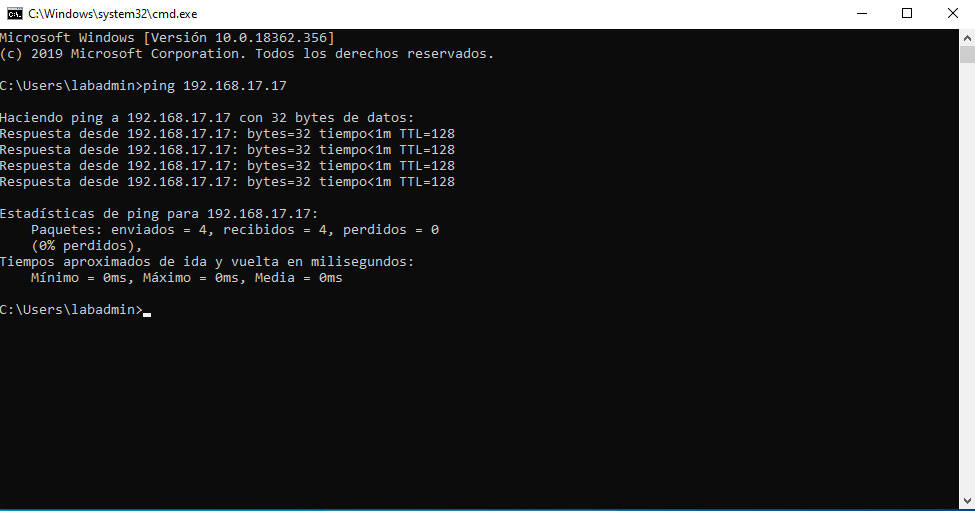 C:\Windows\system32\cmd.exe
Microsoft Windows [Versión 10.0.18362.356]
(c) 2019 Microsoft Corporation. Todos los derechos reservados.
C:\Users\labadmin>ping 192.168.17.17
Haciendo ping a 192.168.17.17 con 32 bytes de datos:
Respuesta desde 192.168.17.17: bytes=32 tiempo<1m TTL=128
Respuesta desde 192.168.17.17: bytes=32 tiempo<1m TTL=128
Respuesta desde 192.168.17.17: bytes=32 tiempo<1m TTL=128
Respuesta desde 192.168.17.17: bytes=32 tiempo<1m TTL=128
Estadísticas de ping para 192.168.17.17:
Paquetes: enviados = 4, recibidos = 4, perdidos = 0
(0% perdidos),
Tiempos aproximados de ida y vuelta en milisegundos:
Mínimo = 0ms, Máximo = 0ms, Media = 0ms
C:\Users\labadmin>